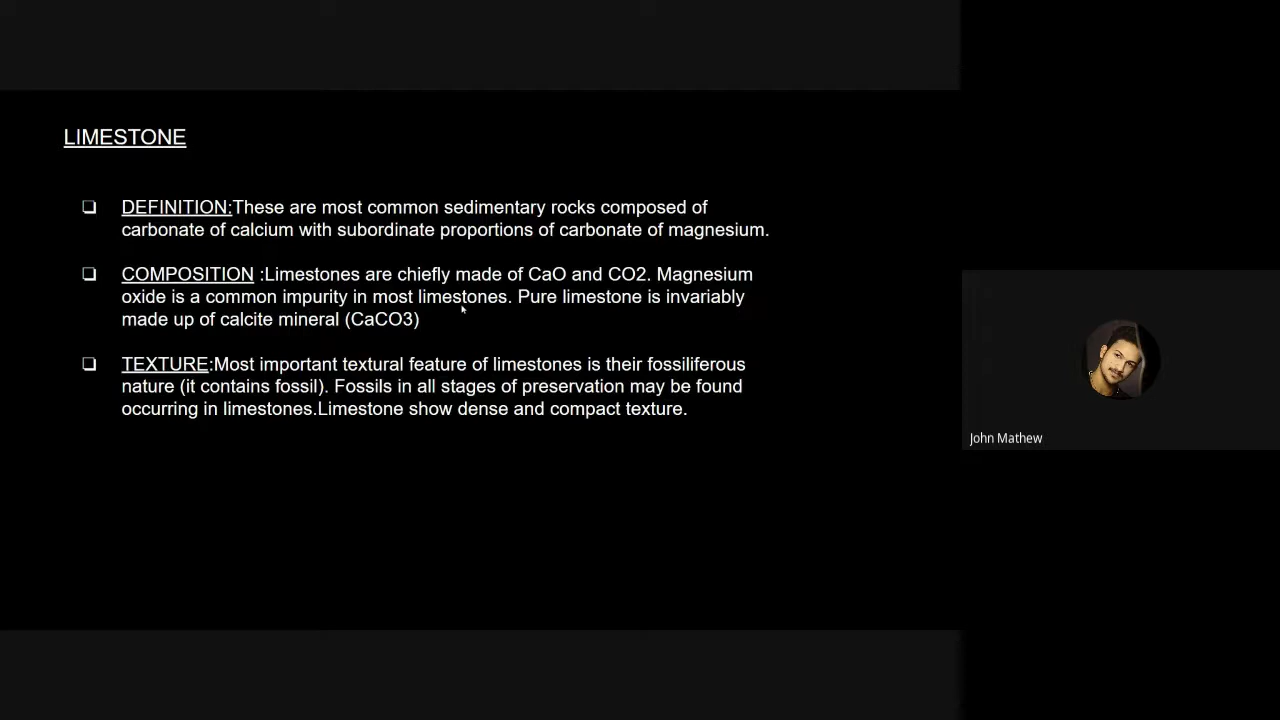 LIMESTONE
DEFINITION:These are most common sedimentary rocks composed of
carbonate of calcium with subordinate proportions of carbonate of magnesium.
COMPOSITION :Limestones are chiefly made of CaO and CO2. Magnesium
oxide is a common impurity in most limestones. Pure limestone is invariably
made up of calcite mineral (CaCO3)
TEXTURE:Most important textural feature of limestones is their fossiliferous
nature (it contains fossil). Fossils in all stages of preservation may be found
occurring in limestones.Limestone show dense and compact texture.
John Mathew